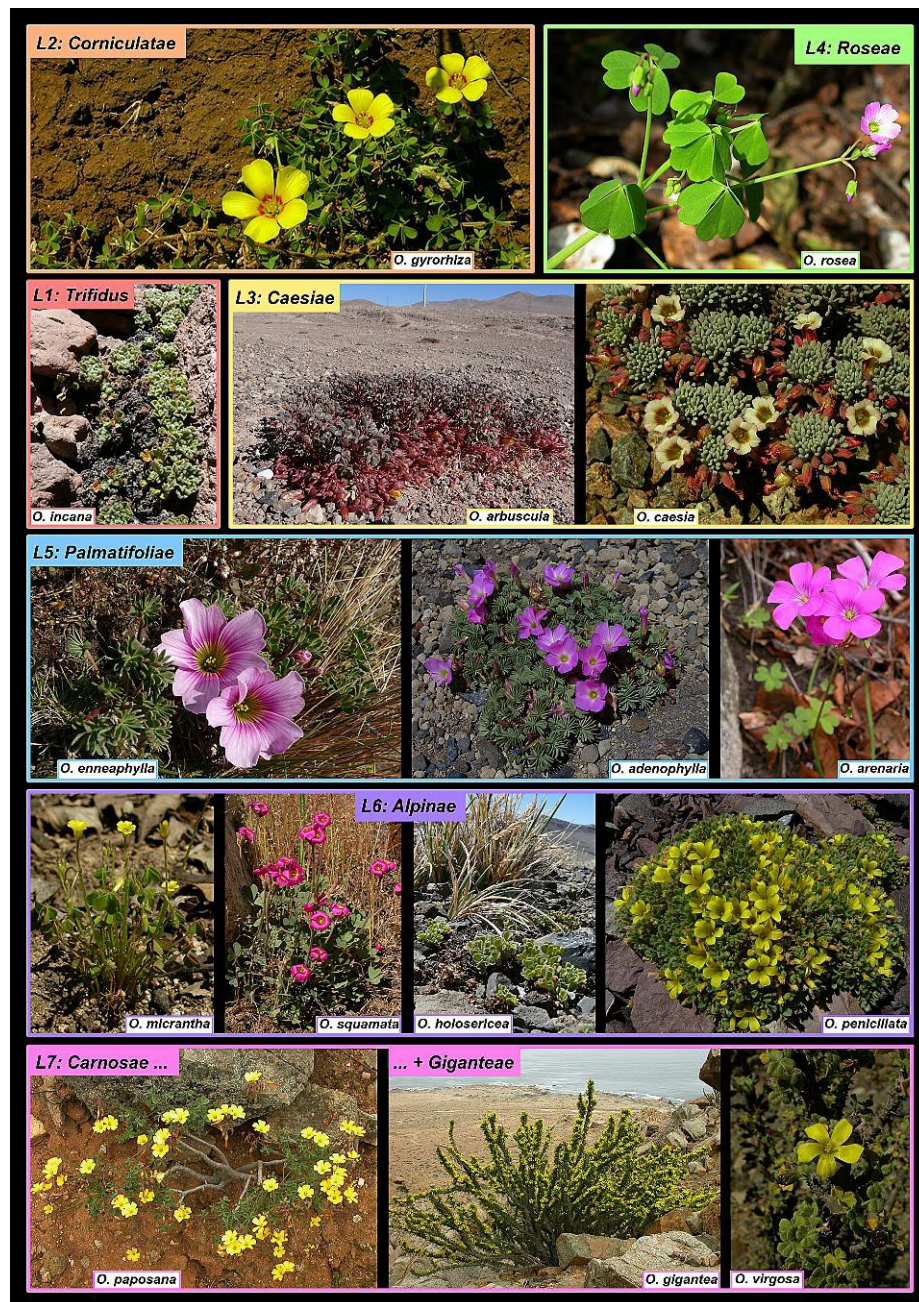 L2: Corniculatae
L4: Roseae
O. gyrorhiza
O. rosea
L1: Trifidus
L3: Caesiae
O. incana
O. arbuscula
O. caesia
L5: Palmatifoliae
O. enneaphylla
O. adenophylla
O. arenaria
L6: Alpinae
O. micrantha
O. squamata
O. holosericea
O. penicillata
L7: Carnosae ...
... + Giganteae
O. paposana
O. gigantea
O. virgosa